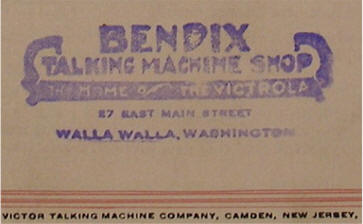 BENDIX
TALKING MACHINE SHOP
THE HOME OF THE VICTROLA
27 EAST MAIN STREET
WALLA WALLA, WASHINGTON
VICTOR TALKING MACHINE COMPANY, CAMDEN, NEW JERSEY,